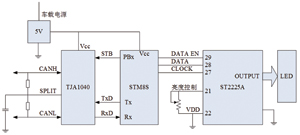 车载电源
5V
Vcc
Vcc
CANH
SPLIT
CANL
TJA1040
STB
TxD
RxD
PBx
STM8S
Tx
Rx
DATA EN
DATA
CLOCK
亮度控制
VDD
29
28
27
21
22
OUTPUT
ST2225A
LED